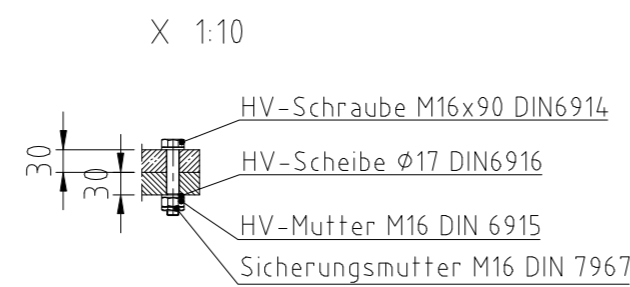 X 1:10
HV-Schraube M16x90 DIN6914
30
HV-Scheibe Φ17 DIN6916
30
HV-Mutter M16 DIN 6915
Sicherungsmutter M16 DIN 7967